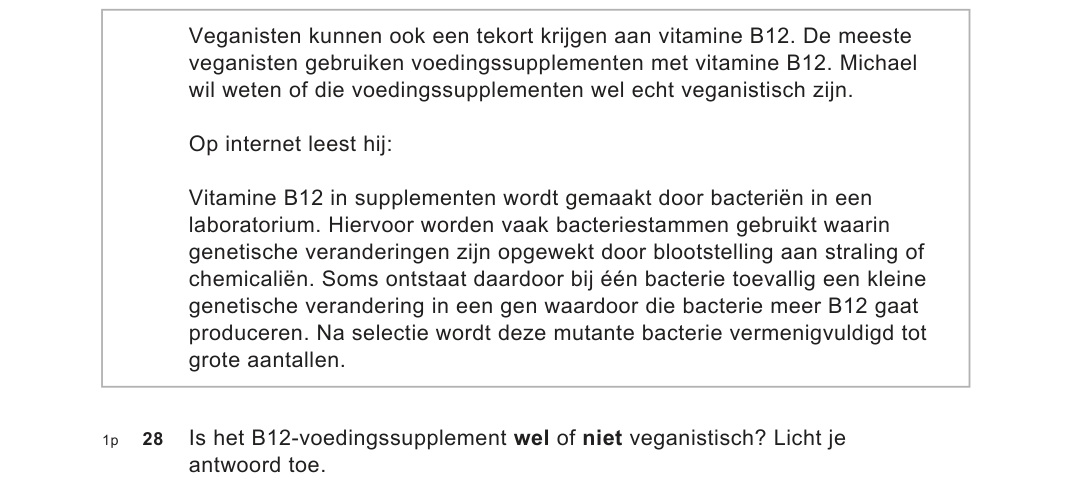 Veganisten kunnen ook een tekort krijgen aan vitamine B12. De meeste
veganisten gebruiken voedingssupplementen met vitamine B12. Michael
wil weten of die voedingssupplementen wel echt veganistisch zijn.
Op internet leest hij:
Vitamine B12 in supplementen wordt gemaakt door bacteriën in een
laboratorium. Hiervoor worden vaak bacteriestammen gebruikt waarin
genetische veranderingen zijn opgewekt door blootstelling aan straling of
chemicaliën. Soms ontstaat daardoor bij één bacterie toevallig een kleine
genetische verandering in een gen waardoor die bacterie meer B12 gaat
produceren. Na selectie wordt deze mutante bacterie vermenigvuldigd tot
grote aantallen.
1p 28 Is het B12-voedingssupplement wel of niet veganistisch? Licht je
antwoord toe.